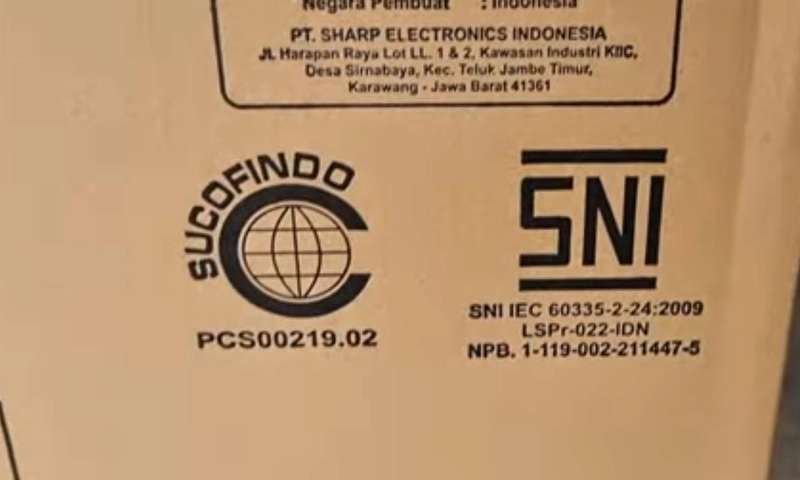 Negara Pembuat : Indonesia
PT. SHARP ELECTRONICS INDONESIA
JL. Harapan Raya Lot LL. 1 & 2, Kawasan Industri KIIC,
Desa Sirnabaya, Kec. Teluk Jambe Timur,
Karawang - Jawa Barat 41361
SUCOFINDO
PCS00219.02
SNI
SNI IEC 60335-2-24:2009
LSPr-022-IDN
NPB. 1-119-002-211447-5